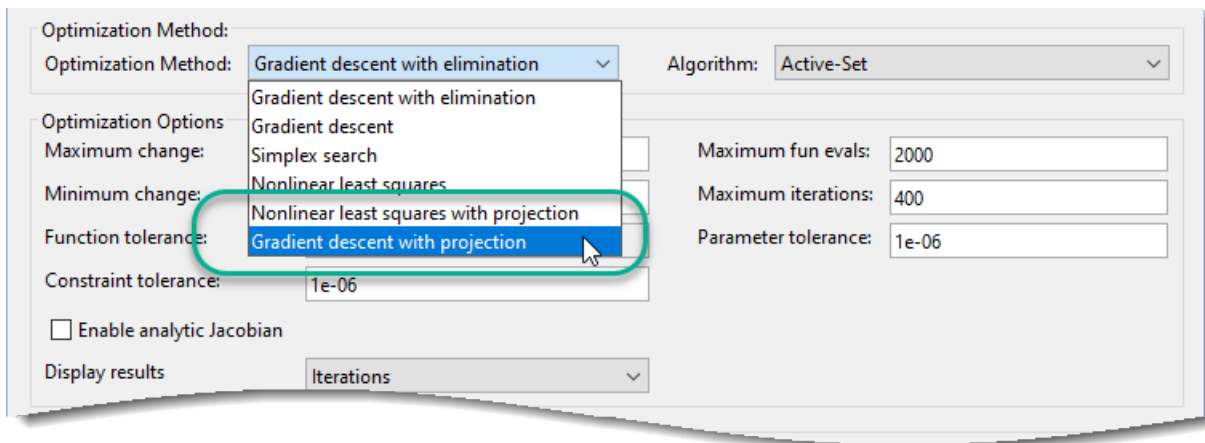 Optimization Method:
Optimization Method: Gradient descent with elimination Algorithm: Active-Set
Gradient descent with elimination
Optimization Options Gradient descent
Maximum change: Simplex search Maximum fun evals: 2000
Minimum change: Nonlinear least squares Maximum iterations: 400
Nonlinear least squares with projection
Function tolerance: Gradient descent with projection Parameter tolerance: 1e-06
Constraint tolerance: 1e-06
Enable analytic Jacobian
Display results Iterations